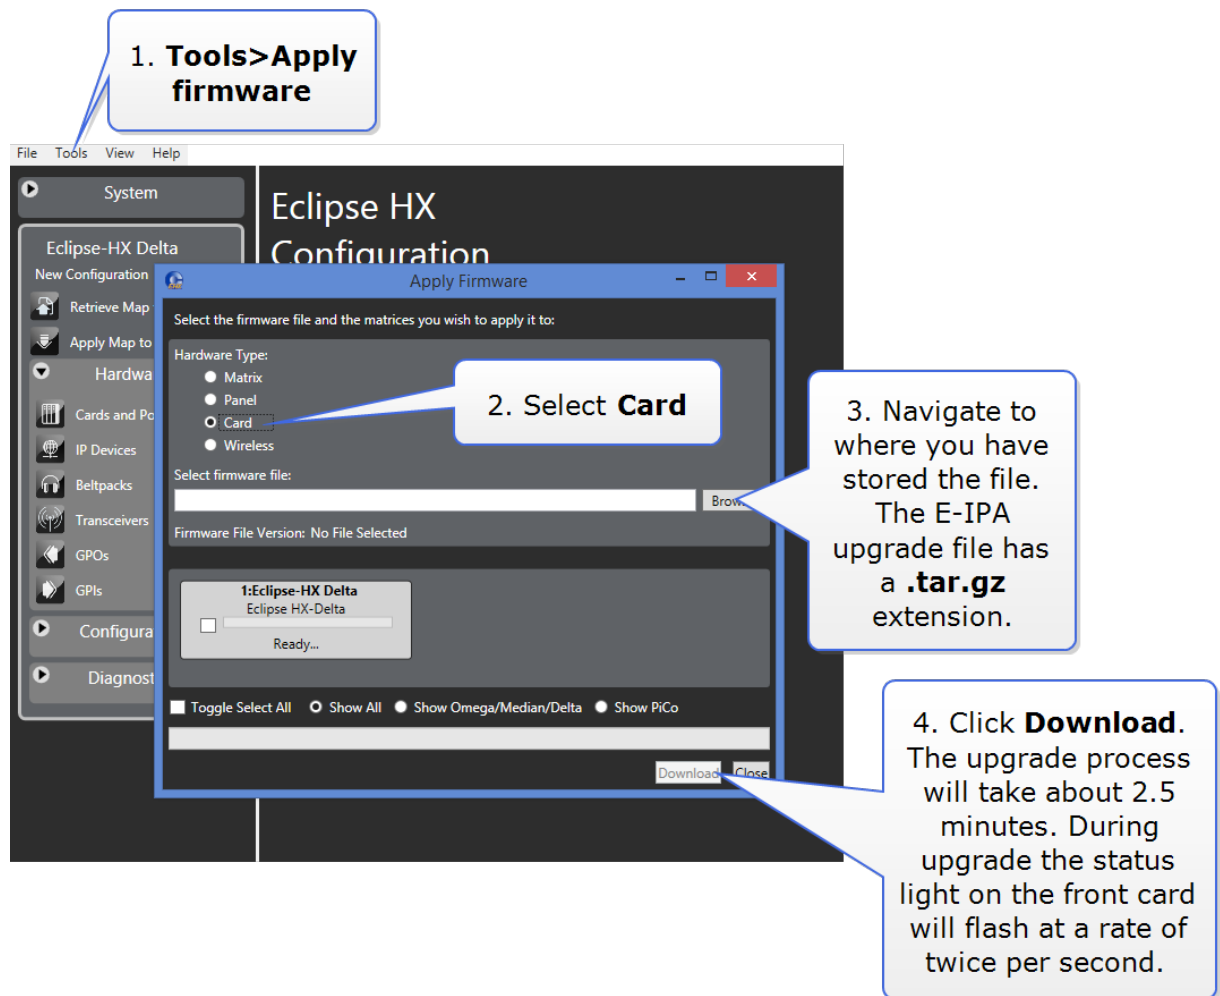 1. Tools>Apply
firmware
File Tools View Help
System
Eclipse-HX Delta
New Configuration
Retrieve Map
Apply Map to
Cards and
IP Devices
Beltpacks
Transceivers
GPOs
GPIs
Eclipse HX
Configuration
Apply Firmware
Select the firmware file and the matrices you wish to apply it to:
Hardware Type:
Matrix
Panel
Card
Wireless
2. Select Card
Select firmware file:
Firmware File Version: No File Selected
3. Navigate to
where you have
stored the file.
The E-IPA
upgrade file has
a .tar.gz
extension.
1:Eclipse-HX Delta
Eclipse HX-Delta
Ready...
Toggle Select All Show All Show Omega/Median/Delta Show PiCo
Download Close
4. Click Download.
The upgrade process
will take about 2.5
minutes. During
upgrade the status
light on the front card
will flash at a rate of
twice per second.